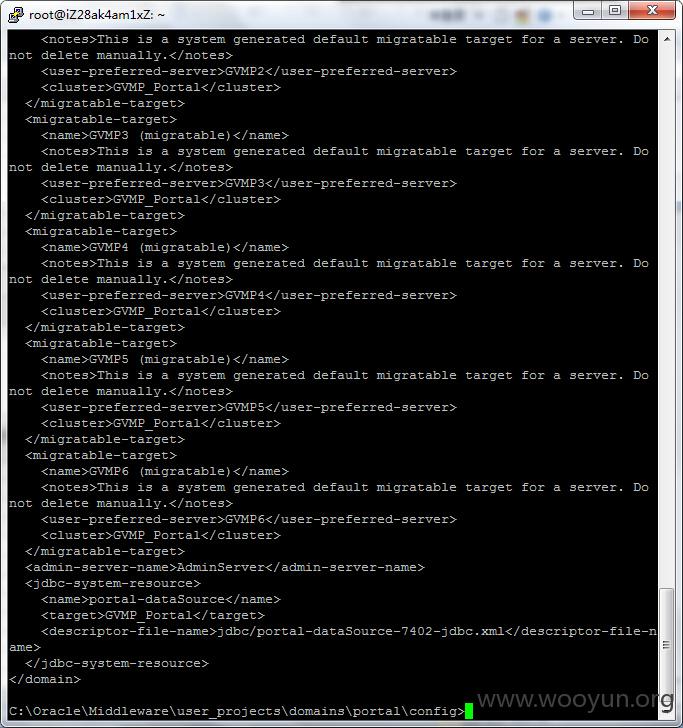 root@iZ28ak4am1xZ: ~
<notes>This is a system generated default migratable target for a server. Do
not delete manually.</notes>
<user-preferred-server>GVMP2</user-preferred-server>
<cluster>GVMP_Portal</cluster>
</migratable-target>
<migratable-target>
<name>GVMP3 (migratable)</name>
<notes>This is a system generated default migratable target for a server. Do
not delete manually.</notes>
<user-preferred-server>GVMP3</user-preferred-server>
<cluster>GVMP_Portal</cluster>
</migratable-target>
<migratable-target>
<name>GVMP4 (migratable)</name>
<notes>This is a system generated default migratable target for a server. Do
not delete manually.</notes>
<user-preferred-server>GVMP4</user-preferred-server>
<cluster>GVMP_Portal</cluster>
</migratable-target>
<migratable-target>
<name>GVMP5 (migratable)</name>
<notes>This is a system generated default migratable target for a server. Do
not delete manually.</notes>
<user-preferred-server>GVMP5</user-preferred-server>
<cluster>GVMP_Portal</cluster>
</migratable-target>
<migratable-target>
<name>GVMP6 (migratable)</name>
<notes>This is a system generated default migratable target for a server. Do
not delete manually.</notes>
<user-preferred-server>GVMP6</user-preferred-server>
<cluster>GVMP_Portal</cluster>
</migratable-target>
<admin-server-name>AdminServer</admin-server-name>
<jdbc-system-resource>
<name>portal-dataSource</name>
<target>GVMP_Portal</target>
<descriptor-file-name>jdbc/portal-dataSource-7402-jdbc.xml</descriptor-file-n
ame>
</jdbc-system-resource>
</domain>
C:\Oracle\Middleware\user_projects\domains\portal\config>
www.wooyun.org